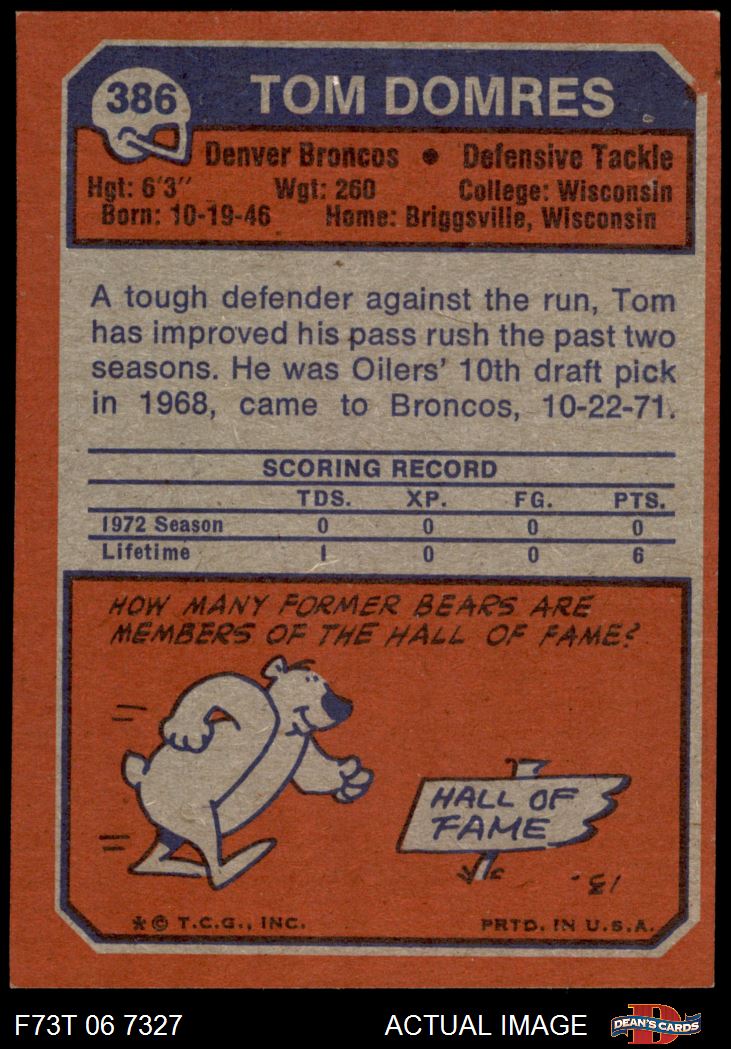 386
TOM DOMRES
Denver Broncos • Defensive Tackle
Hgt: 6'3" Wgt: 260 College: Wisconsin
Born: 10-19-46 Home: Briggsville, Wisconsin
A tough defender against the run, Tom
has improved his pass rush the past two
seasons. He was Oilers' 10th draft pick
in 1968, came to Broncos, 10-22-71.
SCORING RECORD
TDS. XP. FG. PTS.
1972 Season 0 0 0 0
Lifetime 1 0 0 6
HOW MANY FORMER BEARS ARE
MEMBERS OF THE HALL OF FAME?
HALL OF
FAME
13.
* © T.C.G., INC. PRTD. IN U.S.A.
F73T 06 7327 ACTUAL IMAGE
D
DEAN'S CARDS